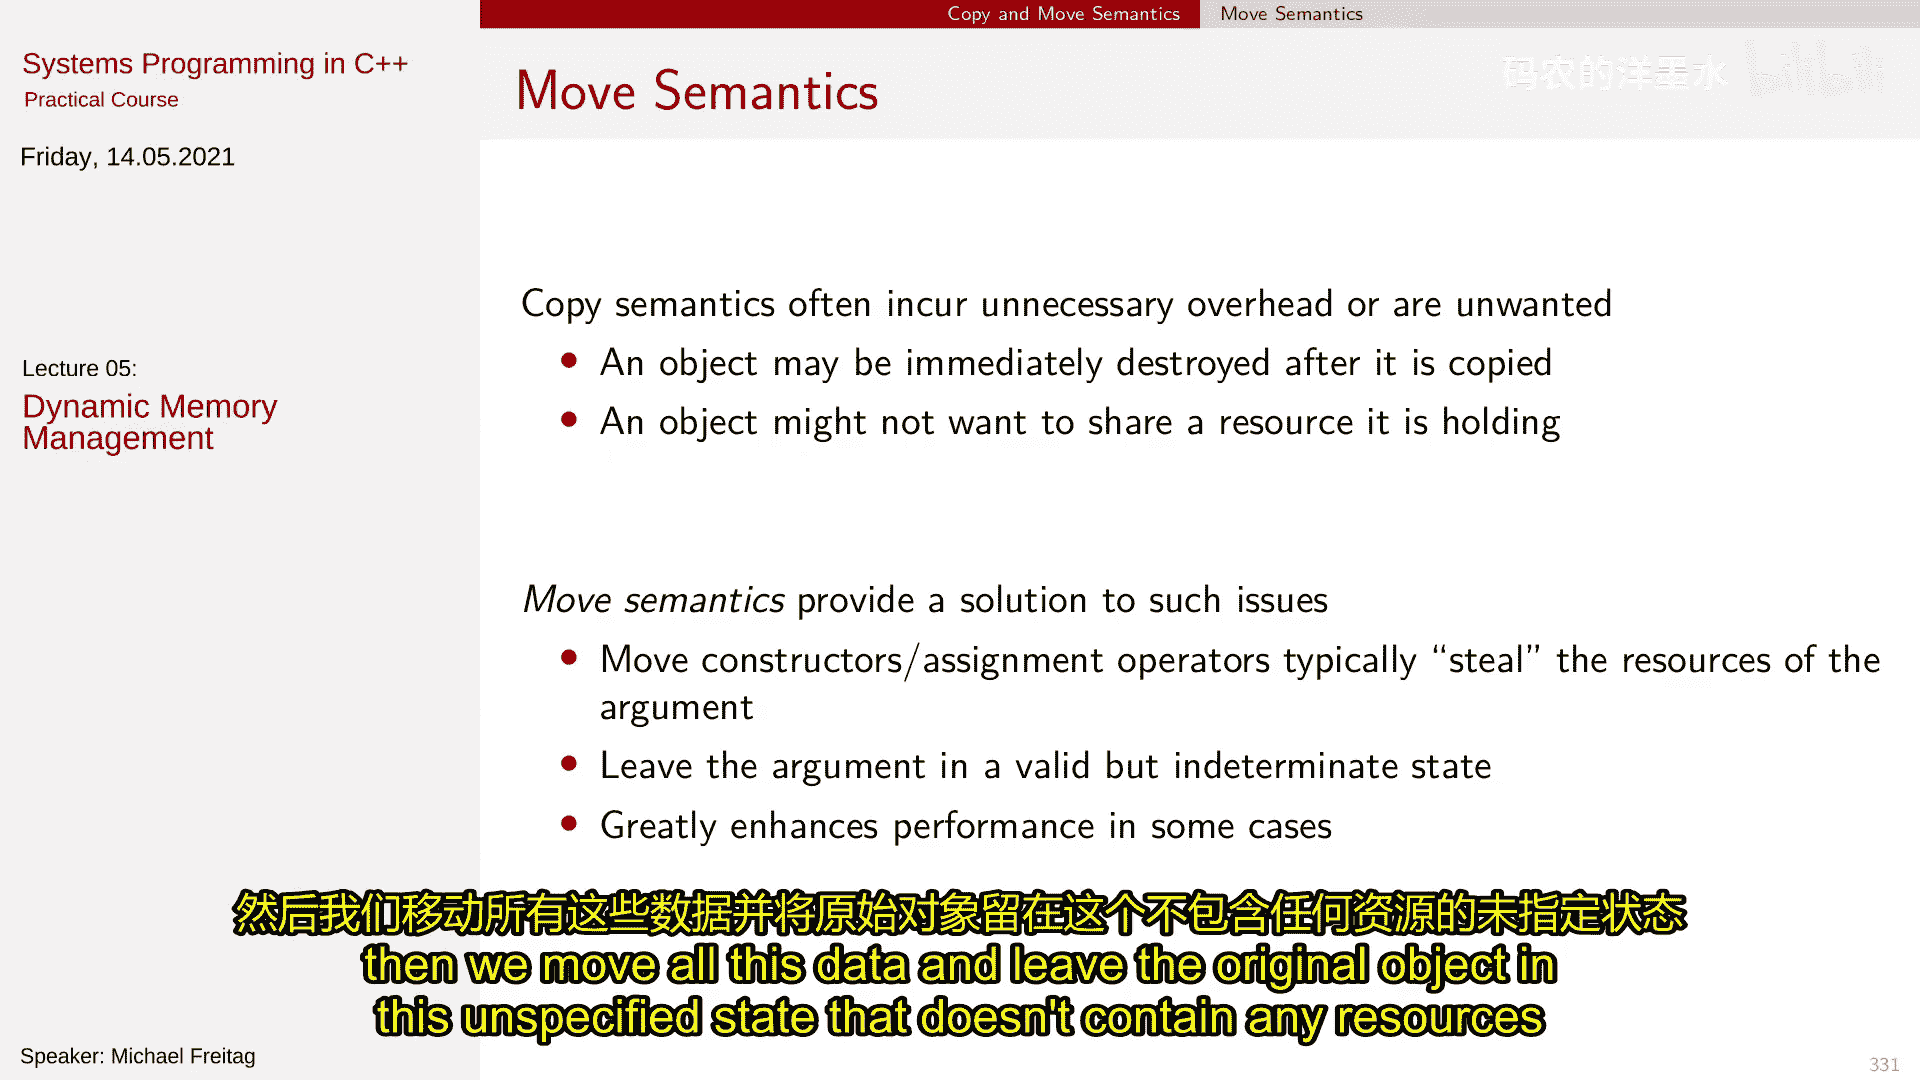 Copy and Move Semantics
Move Semantics
Systems Programming in C++
Practical Course
Friday, 14.05.2021
Lecture 05:
Dynamic Memory
Management
Speaker: Michael Freitag
Move Semantics
码农的洋墨水 bilibili
Copy semantics often incur unnecessary overhead or are unwanted
• An object may be immediately destroyed after it is copied
• An object might not want to share a resource it is holding
Move semantics provide a solution to such issues
• Move constructors/assignment operators typically “steal” the resources of the
argument
• Leave the argument in a valid but indeterminate state
• Greatly enhances performance in some cases
然后我们移动所有这些数据并将原始对象留在这个不包含任何资源的未指定状态
then we move all this data and leave the original object in
this unspecified state that doesn't contain any resources
331